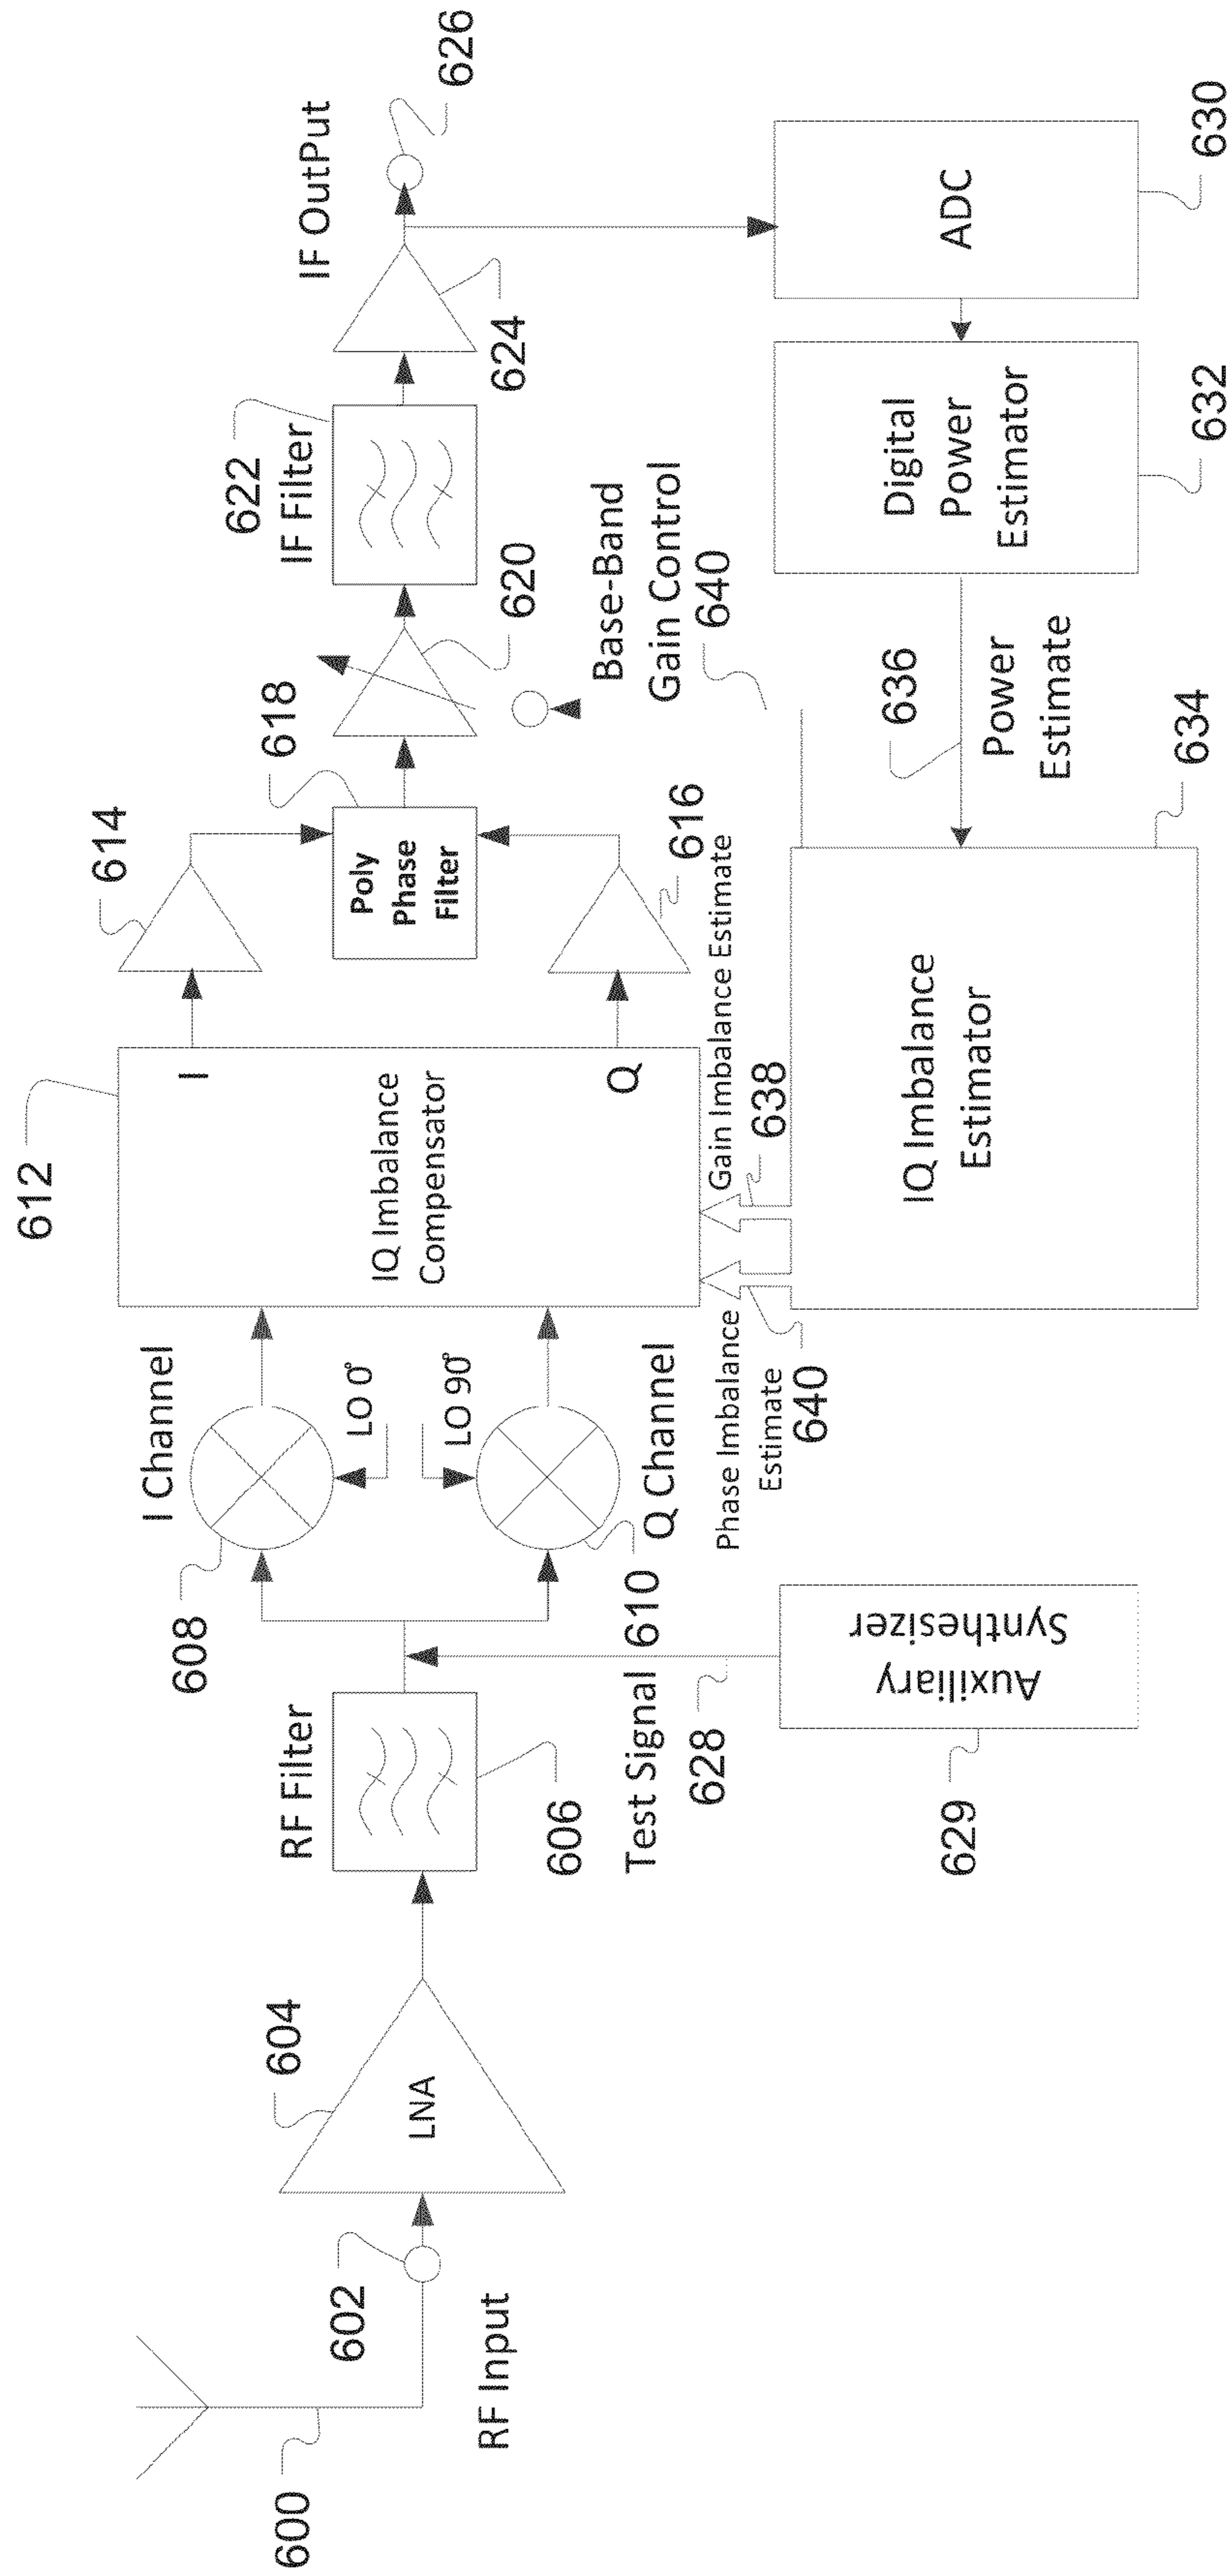 600
602
RF Input
604
LNA
RF Filter
606
Test Signal
628
629
Auxiliary
Synthesizer
608
I Channel
LO 0°
LO 90°
610
Q Channel
612
IQ Imbalance
Compensator
I
Q
Phase Imbalance
Estimate
640
Gain Imbalance Estimate
638
IQ Imbalance
Estimator
634
614
616
618
Poly
Phase
Filter
620
Base-Band
Gain Control
640
622
IF Filter
624
IF OutPut
626
636
Power
Estimate
Digital
Power
Estimator
632
ADC
630